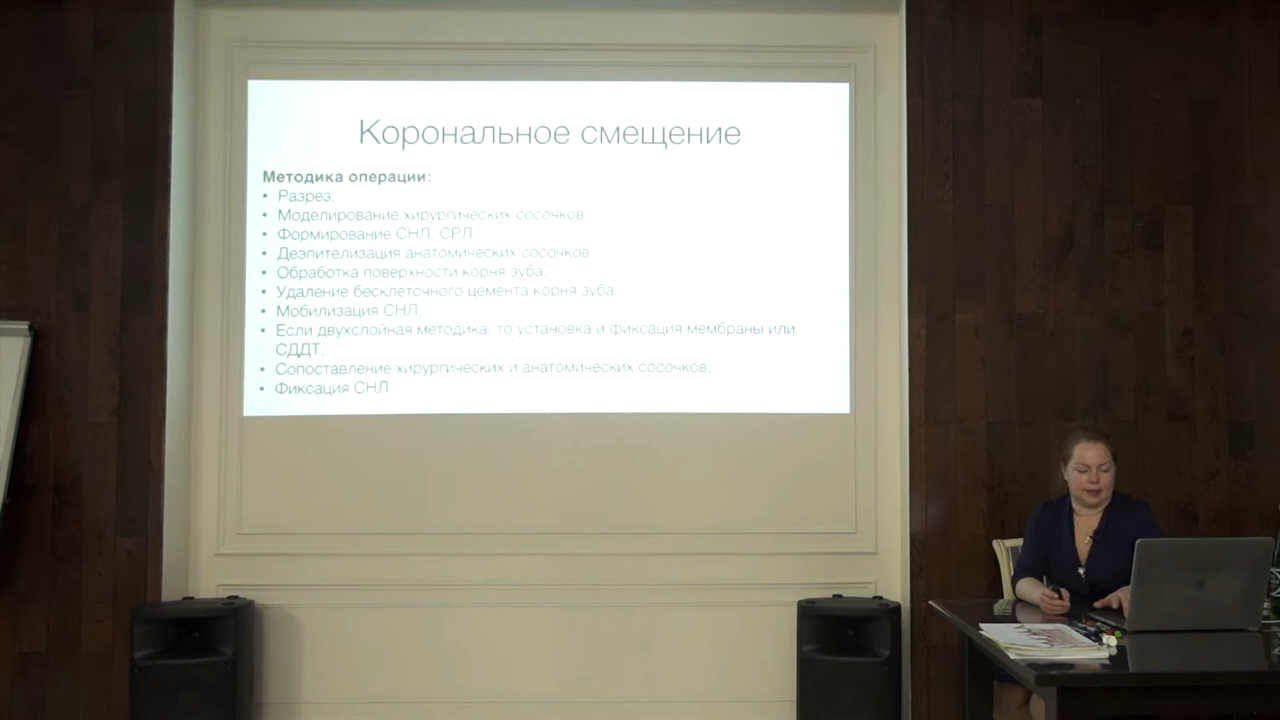 Корональное смещение
Методика операции:
• Разрез;
• Моделирование хирургических сосочков
• Формирование СНЛ, СРЛ
• Деэпителизация анатомических сосочков;
• Обработка поверхности корня зуба;
• Удаление бесклеточного цемента корня зуба;
• Мобилизация СНЛ;
• Если двухслойная методика, то установка и фиксация мембраны или
СДДТ;
• Сопоставление хирургических и анатомических сосочков;
• Фиксация СНЛ